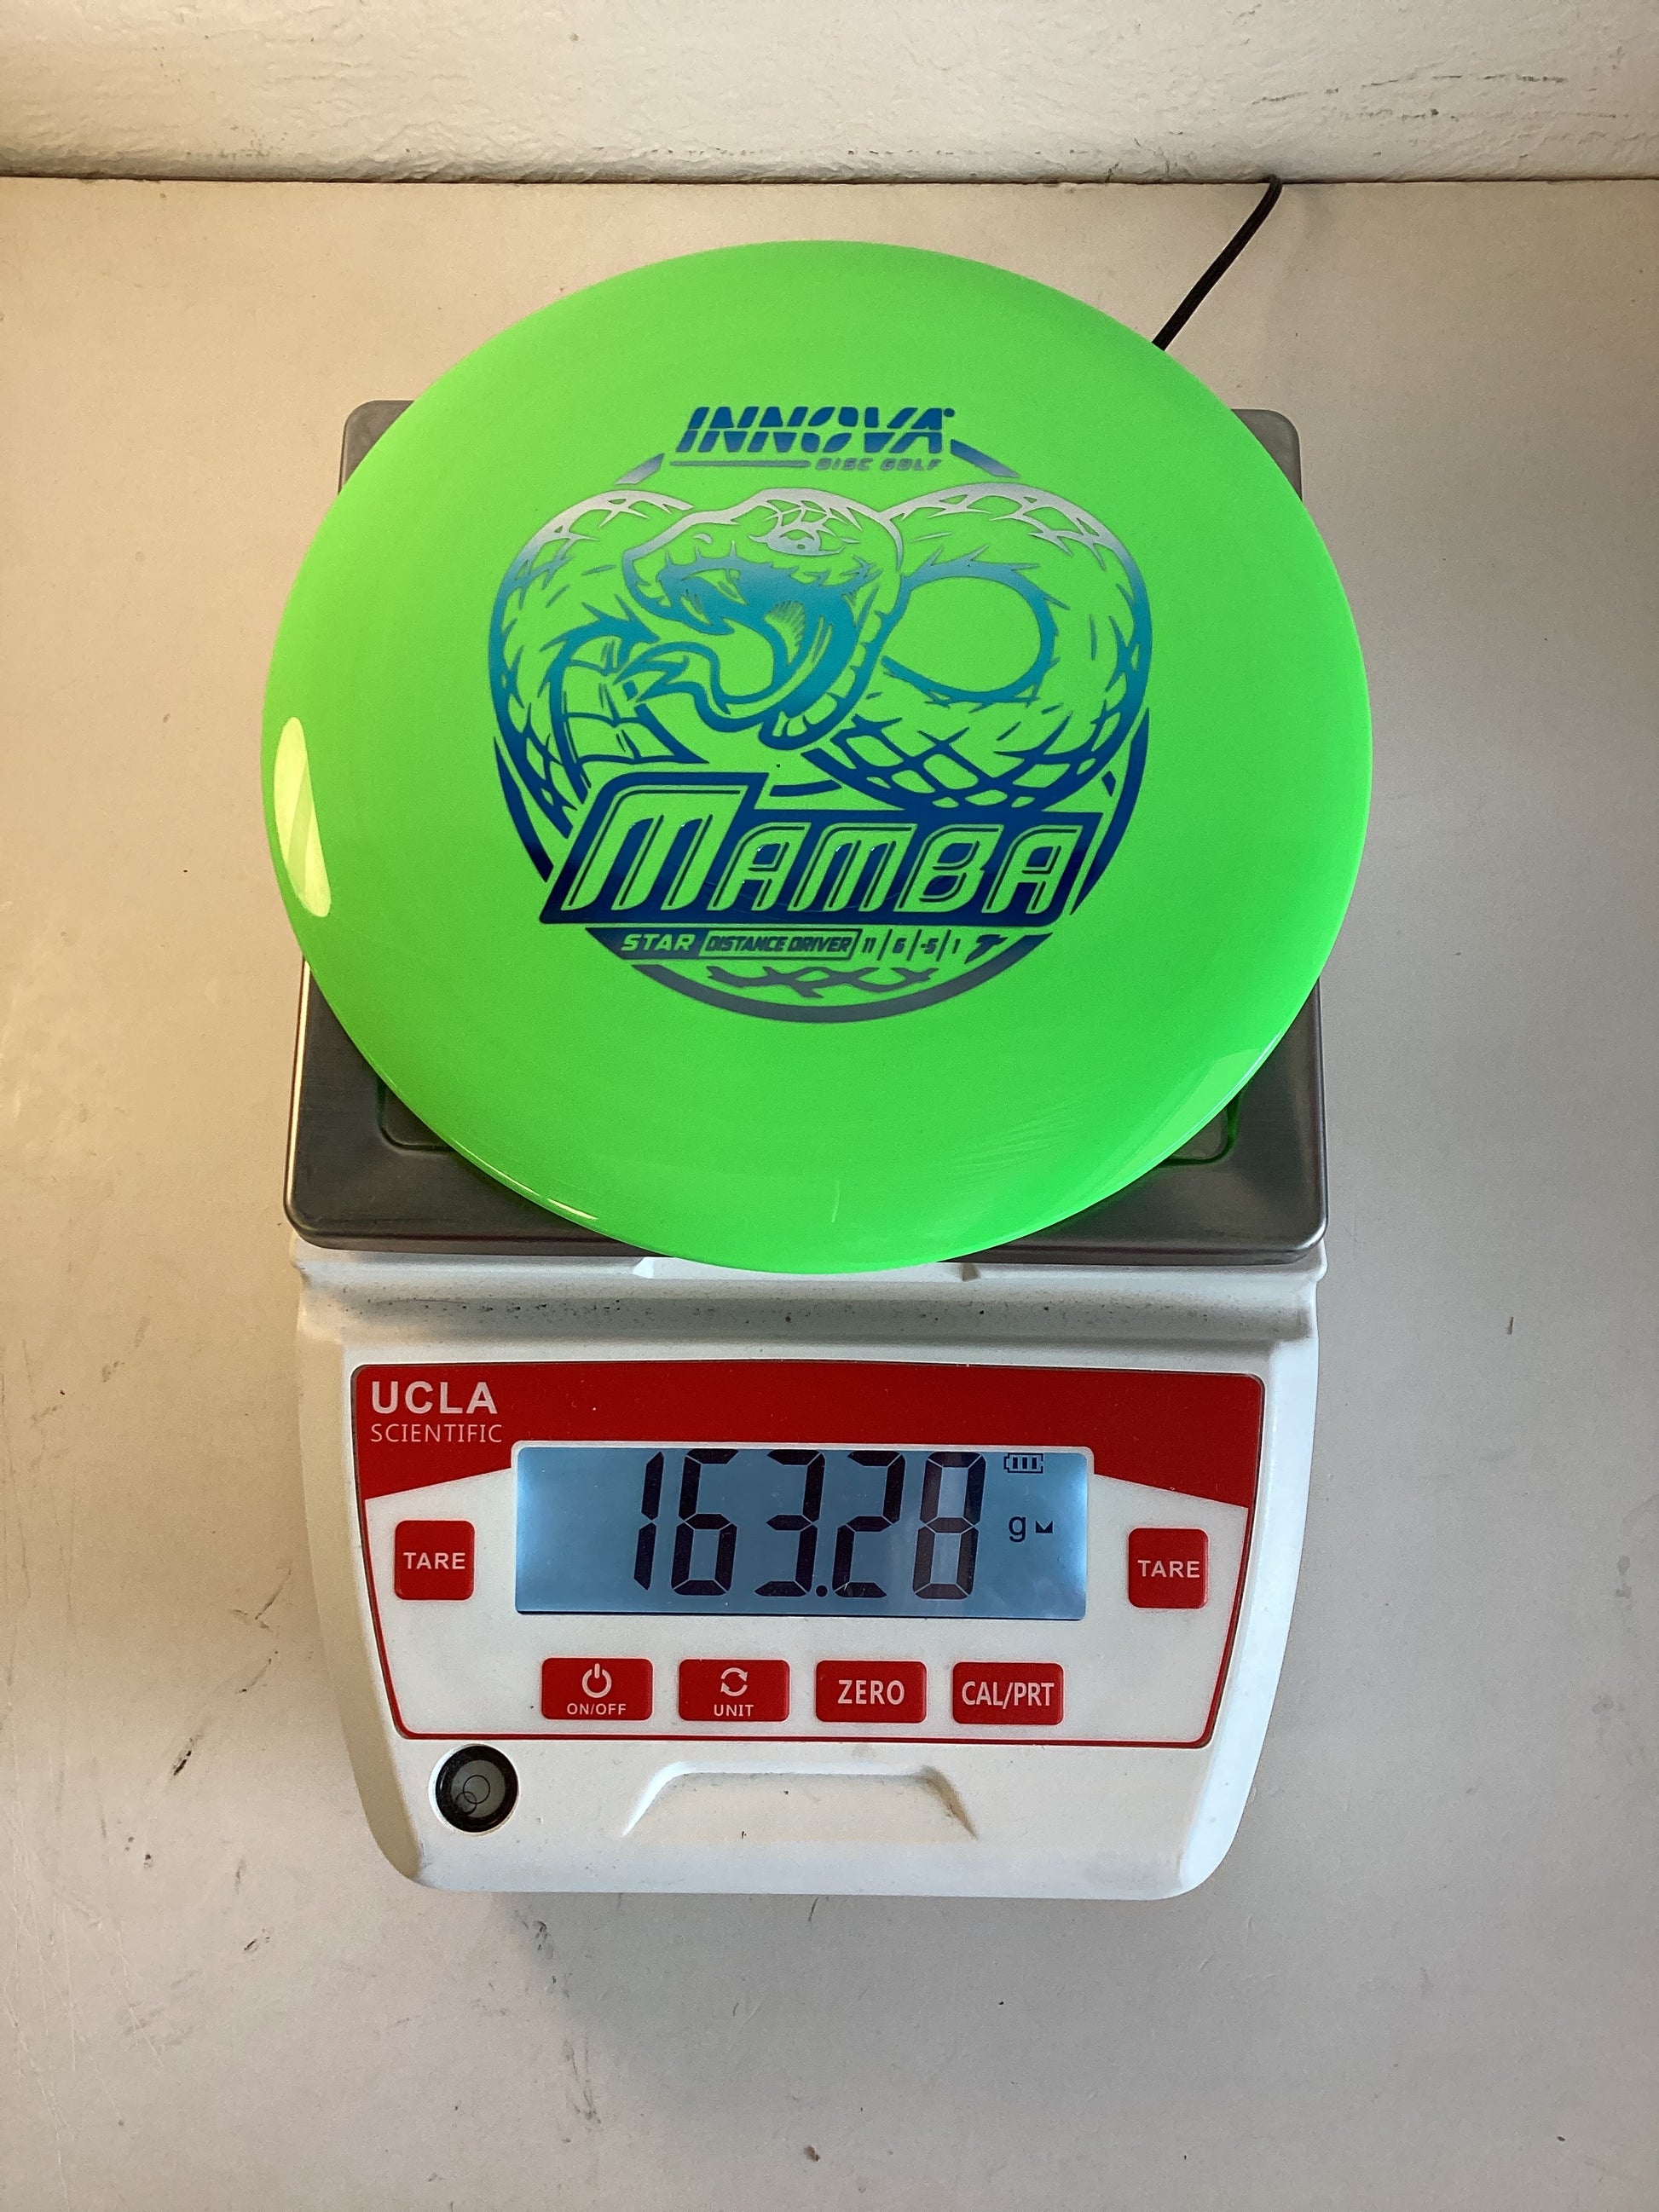 INNOVA
DISC GOLF
MAMBA
STAR DISTANCE DRIVER 11 | 6 | -5 | 1
UCLA
SCIENTIFIC
163.28 g
TARE
TARE
ON/OFF
UNIT
ZERO
CAL/PRT